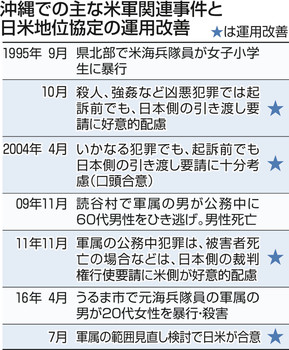 沖縄での主な米軍関連事件と
日米地位協定の運用改善
★は運用改善
1995年 9月 県北部で米海兵隊員が女子小学
生に暴行
10月 殺人、強姦など凶悪犯罪では起
訴前でも、日本側の引き渡し要
請に好意的配慮 ★
2004年 4月 いかなる犯罪でも、起訴前でも
日本側の引き渡し要請に十分考
慮(口頭合意) ★
09年11月 読谷村で軍属の男が公務中に
60代男性をひき逃げ。男性死亡
11年11月 軍属の公務中犯罪は、被害者死
亡の場合などは、日本側の裁判
権行使要請に米側が好意的配慮 ★
16年 4月 うるま市で元海兵隊員の軍属の
男が20代女性を暴行・殺害
7月 軍属の範囲見直し検討で日米が合意 ★